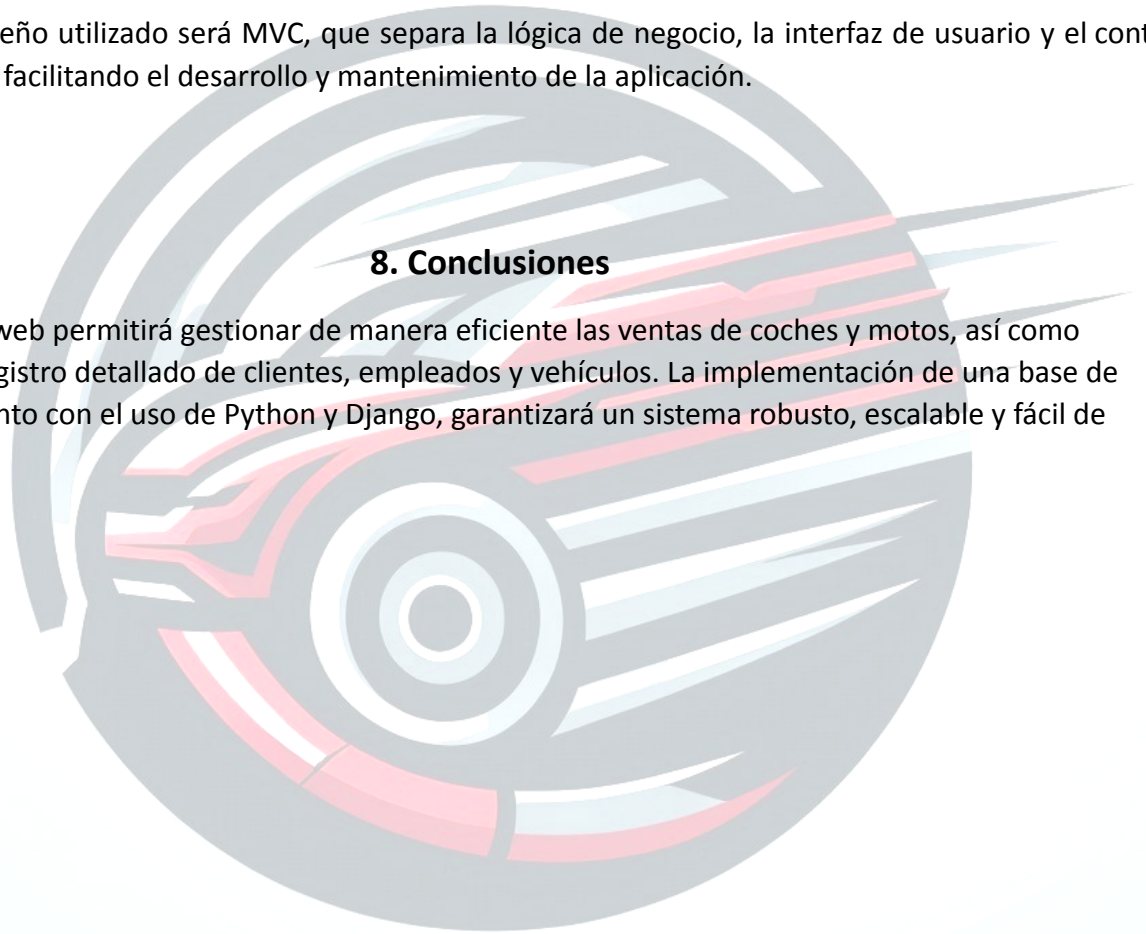 eño utilizado será MVC, que separa la lógica de negocio, la interfaz de usuario y el cont
facilitando el desarrollo y mantenimiento de la aplicación.
8. Conclusiones
web permitirá gestionar de manera eficiente las ventas de coches y motos, así como
gistro detallado de clientes, empleados y vehículos. La implementación de una base de
nto con el uso de Python y Django, garantizará un sistema robusto, escalable y fácil de